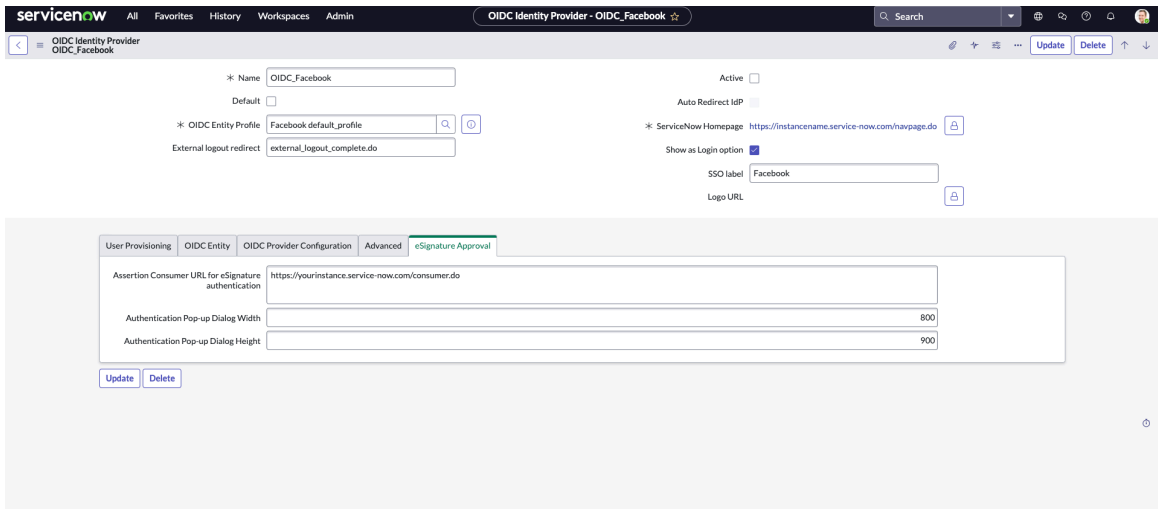 servicenow All Favorites History Workspaces Admin OIDC Identity Provider - OIDC_Facebook ☆ Search
OIDC Identity Provider
OIDC_Facebook
Update Delete
Name OIDC_Facebook
Active
Default
Auto Redirect IdP
OIDC Entity Profile Facebook default_profile
ServiceNow Homepage https://instancename.service-now.com/navpage.do
External logout redirect external_logout_complete.do
Show as Login option
SSO label Facebook
Logo URL
User Provisioning OIDC Entity OIDC Provider Configuration Advanced eSignature Approval
Assertion Consumer URL for eSignature https://yourinstance.service-now.com/consumer.do
authentication
Authentication Pop-up Dialog Width 800
Authentication Pop-up Dialog Height 900
Update Delete